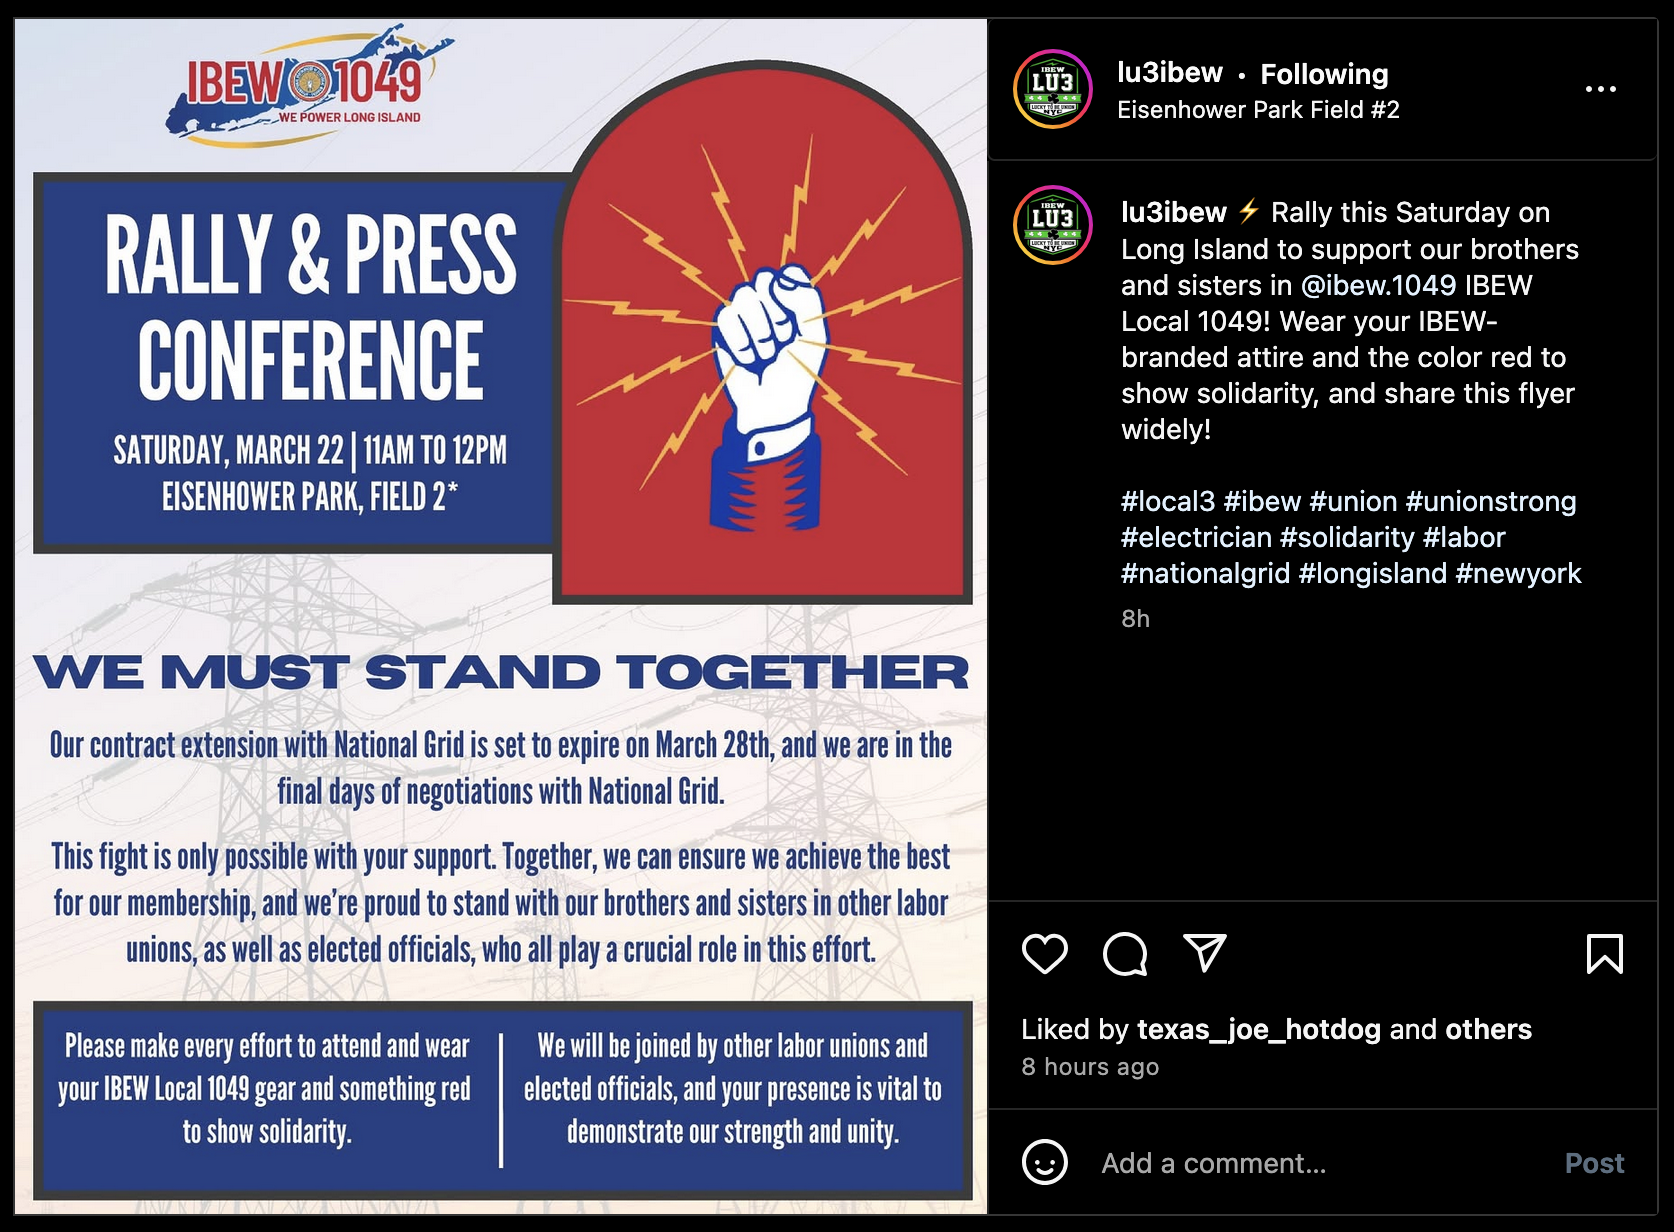 IBEW 1049
WE POWER LONG ISLAND
RALLY & PRESS
CONFERENCE
SATURDAY, MARCH 22 | 11AM TO 12PM
EISENHOWER PARK, FIELD 2*
WE MUST STAND TOGETHER
Our contract extension with National Grid is set to expire on March 28th, and we are in the
final days of negotiations with National Grid.
This fight is only possible with your support. Together, we can ensure we achieve the best
for our membership, and we're proud to stand with our brothers and sisters in other labor
unions, as well as elected officials, who all play a crucial role in this effort.
Please make every effort to attend and wear
your IBEW Local 1049 gear and something red
to show solidarity.
We will be joined by other labor unions and
elected officials, and your presence is vital to
demonstrate our strength and unity.
IBEW
LU3
LUCKY TO BE UNION
NYC
lu3ibew • Following
Eisenhower Park Field #2
IBEW
LU3
LUCKY TO BE UNION
NYC
lu3ibew ⚡ Rally this Saturday on
Long Island to support our brothers
and sisters in @ibew.1049 IBEW
Local 1049! Wear your IBEW-
branded attire and the color red to
show solidarity, and share this flyer
widely!
#local3 #ibew #union #unionstrong
#electrician #solidarity #labor
#nationalgrid #longisland #newyork
8h
Liked by texas_joe_hotdog and others
8 hours ago
Add a comment...
Post